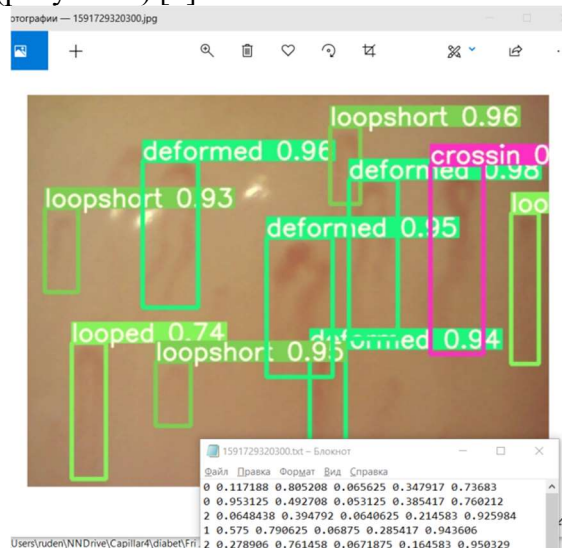 отографии — 1591729320300.jpg
loopshort 0.96
deformed 0.96
crossin 0
deformed 0.98
loopshort 0.93
loo
deformed 0.95
looped 0.74
deformed 0.94
loopshort 0.95
1591729320300.txt – Блокнот
Файл Правка Формат Вид Справка
0 0.117188 0.805208 0.065625 0.347917 0.73683
0 0.953125 0.492708 0.053125 0.385417 0.760212
2 0.0648438 0.394792 0.0640625 0.214583 0.925984
1 0.575 0.790625 0.06875 0.285417 0.943606
2 0.278906 0.761458 0.0671875 0.164583 0.950329
Users\ruden\NNDrive\Capillar4\diabet\Fri